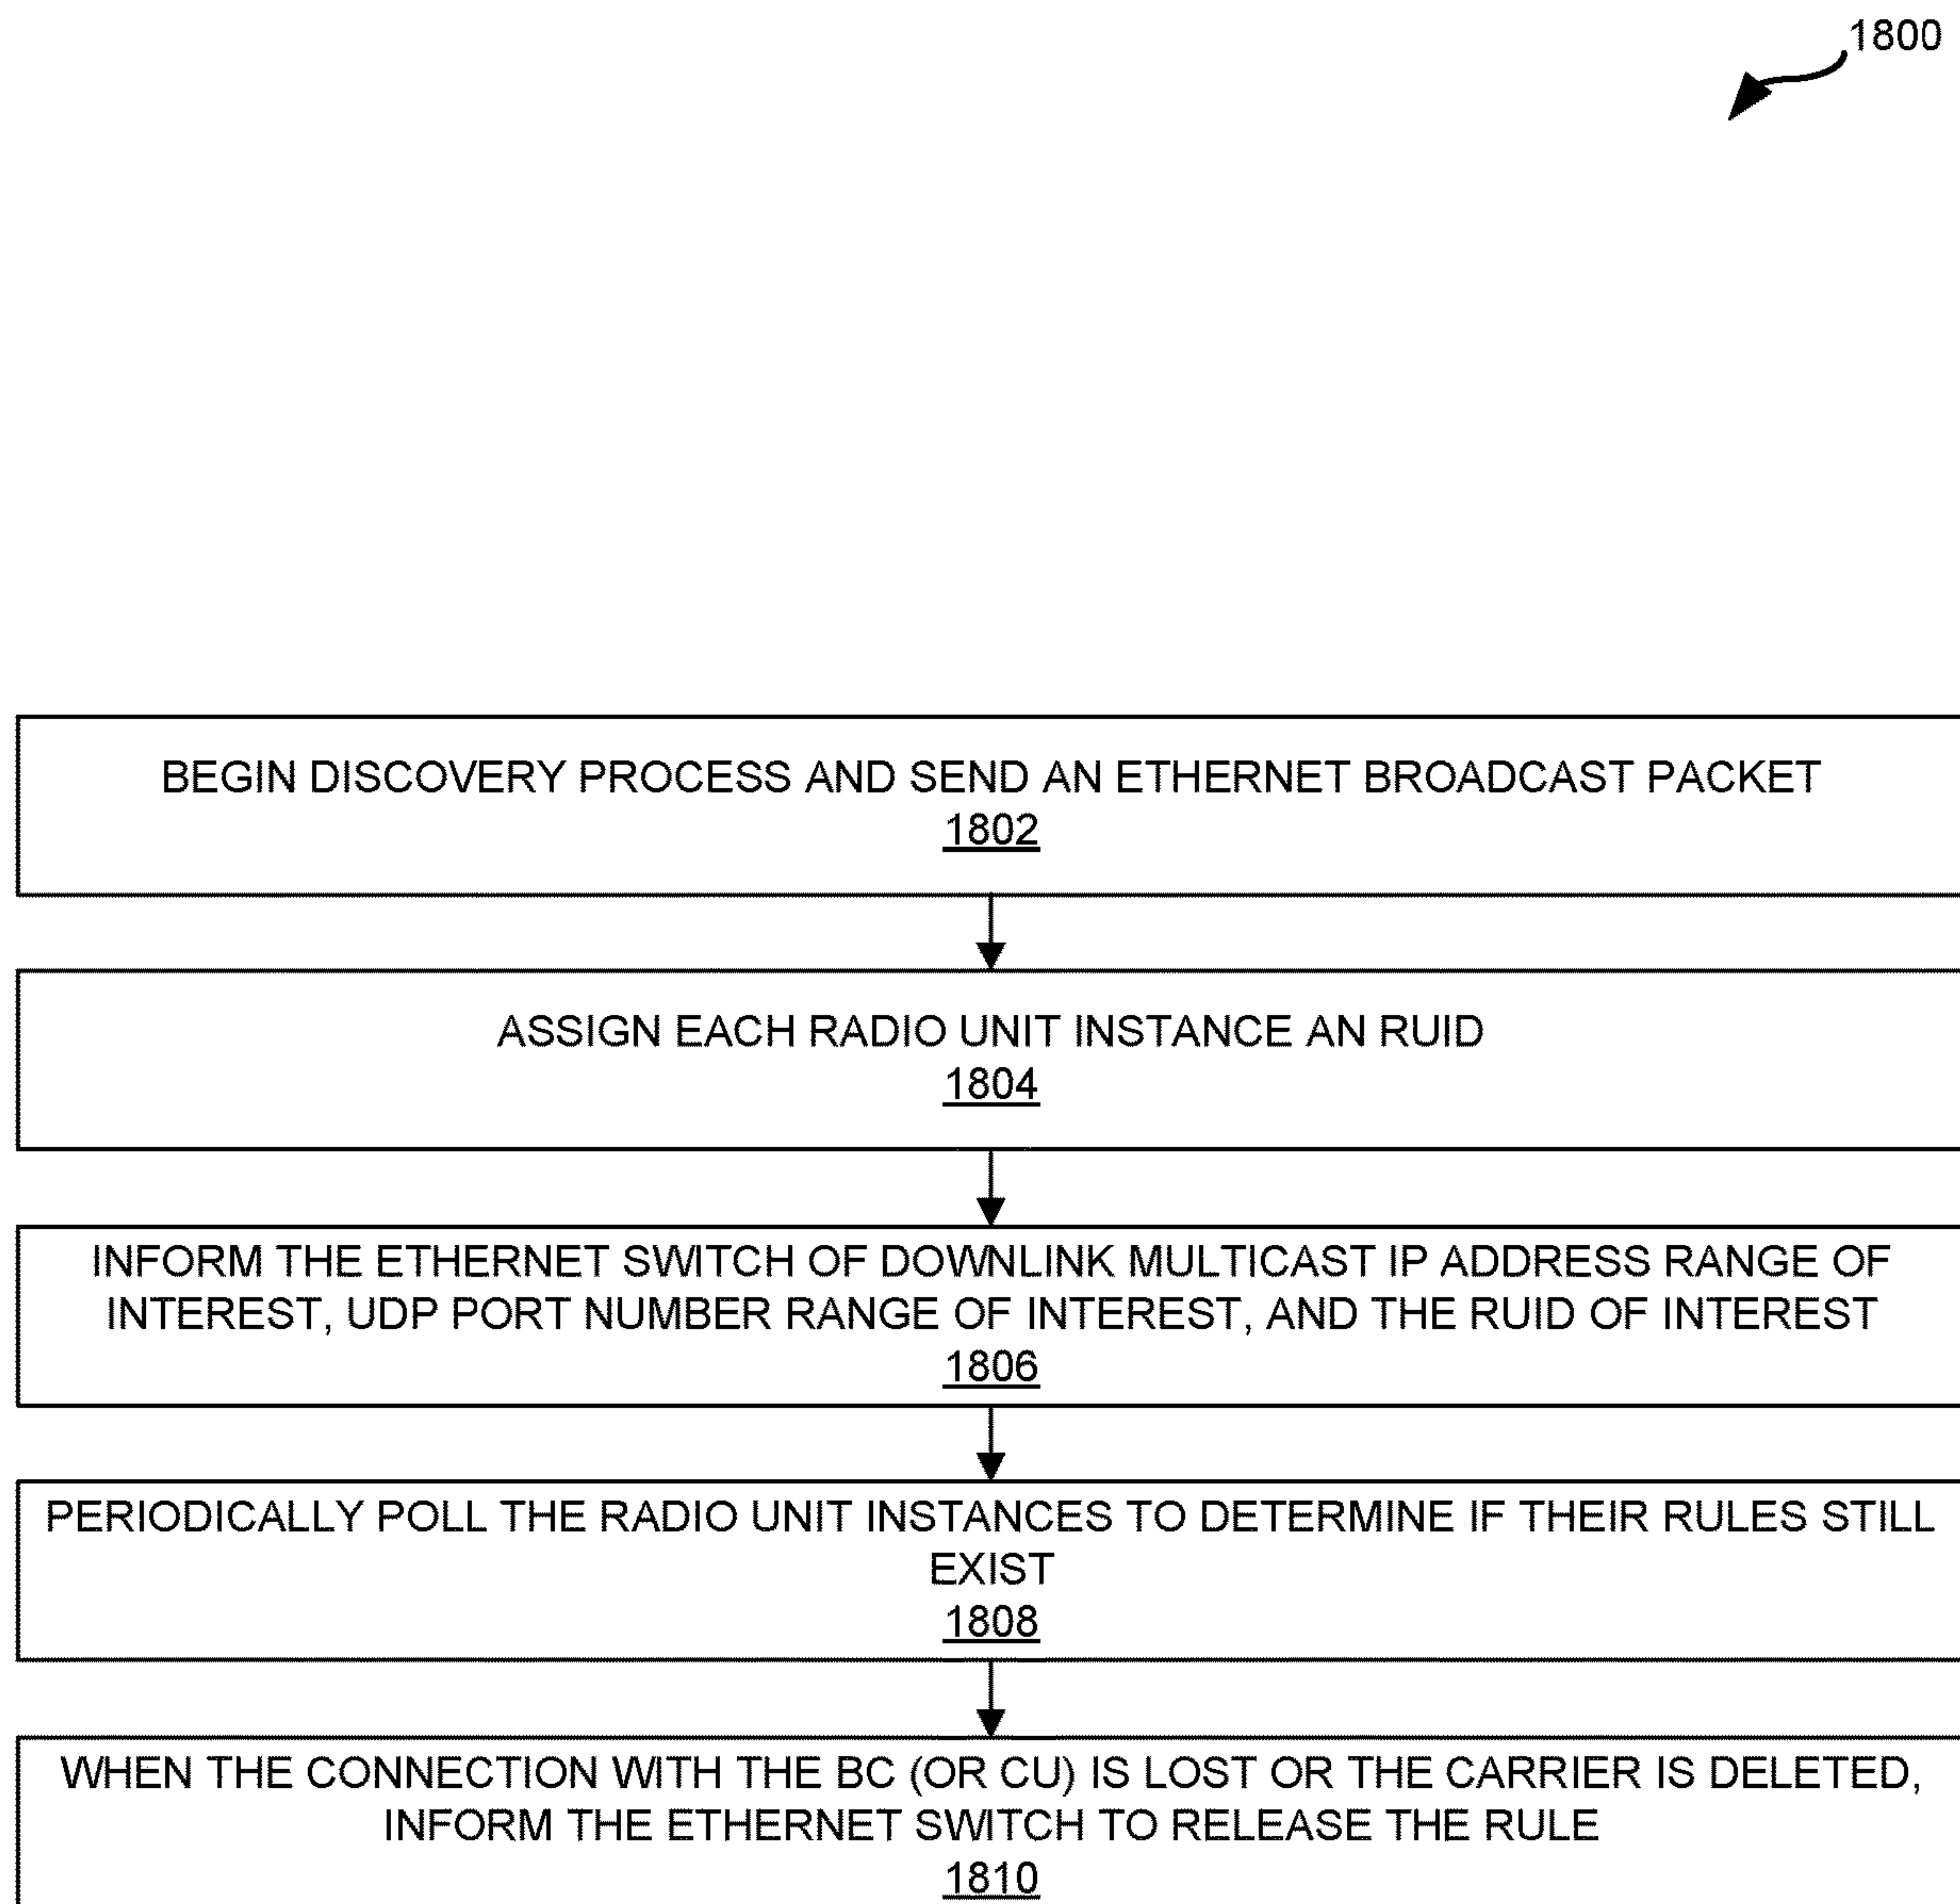 1800
BEGIN DISCOVERY PROCESS AND SEND AN ETHERNET BROADCAST PACKET
1802
ASSIGN EACH RADIO UNIT INSTANCE AN RUID
1804
INFORM THE ETHERNET SWITCH OF DOWNLINK MULTICAST IP ADDRESS RANGE OF
INTEREST, UDP PORT NUMBER RANGE OF INTEREST, AND THE RUID OF INTEREST
1806
PERIODICALLY POLL THE RADIO UNIT INSTANCES TO DETERMINE IF THEIR RULES STILL
EXIST
1808
WHEN THE CONNECTION WITH THE BC (OR CU) IS LOST OR THE CARRIER IS DELETED,
INFORM THE ETHERNET SWITCH TO RELEASE THE RULE
1810